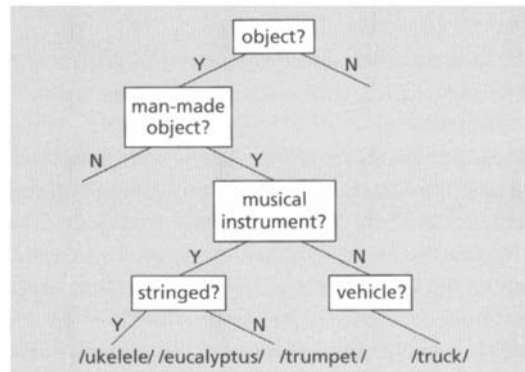 object?
Y N
man-made
object?
N Y
musical
instrument?
Y N
stringed? vehicle?
Y N
/ukelele/ /eucalyptus/ /trumpet/ /truck/